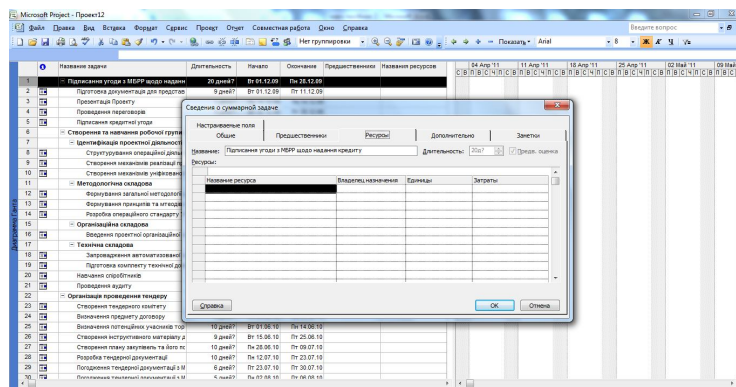 Microsoft Project - Проект12
Файл Правка Вид Вставка Формат Сервис Проект Отчет Совместная работа Окно Справка
Введите вопрос
Нет группировки
Показать Arial 8 Ж К Ч
Название задачи Длительность Начало Окончание Предшественники Названия ресурсов
04 Апр '11 11 Апр '11 18 Апр '11 25 Апр '11 02 Май '11 09 Май
1 Підписання угоди з МБРР щодо надання 20 дней? Вт 01.12.09 Пн 28.12.09
2 Підготовка документація для представ 9 дней? Вт 01.12.09 Пт 11.12.09
3 Презентація Проекту
4 Проведення переговорів
5 Підписання кредитної угоди
6 Створення та навчання робочої групи
7 Ідентифікація проектної діяльност
8 Структурування операційної діяль
9 Створення механізмів реалізації п
10 Створення механізмів уніфіковано
11 Методологічна складова
12 Формування загальної методологі
13 Формування принципів та
14 Розробка операційного стандарту
15 Організаційна складова
16 Введення проектної організаційної
17 Технічна складова
18 Запровадження автоматизованої
19 Підготовка комплекту технічної до
20 Навчання співробітників
21 Проведення аудиту
22 Організація проведення тендеру
23 Створення тендерного комітету
24 Визначення предмету договору
25 Визначення потенційних учасників тор 10 дней? Вт 01.06.10 Пн 14.06.10
26 Створення інструктивного матеріалу д 9 дней? Вт 15.06.10 Пт 25.06.10
27 Створення плану закупівель та його по 10 дней? Пн 28.06.10 Пт 09.07.10
28 Розробка тендерної документації 10 дней? Пн 12.07.10 Пт 23.07.10
29 Погодження тендерної документації з М 6 дней? Пт 23.07.10 Пт 30.07.10
30 Погодження тендерної документації з М 5 дней? Пн 02.08.10 Пт 06.08.10
Диаграмма Ганта
Сведения о суммарной задаче
Настраиваемые поля
Общие Предшественники Ресурсы Дополнительно Заметки
Название: Підписання угоди з МБРР щодо надання кредиту Длительность: 20д? Предв. оценка
Ресурсы:
Название ресурса Владелец назначения Единицы Затраты
Справка OK Отмена